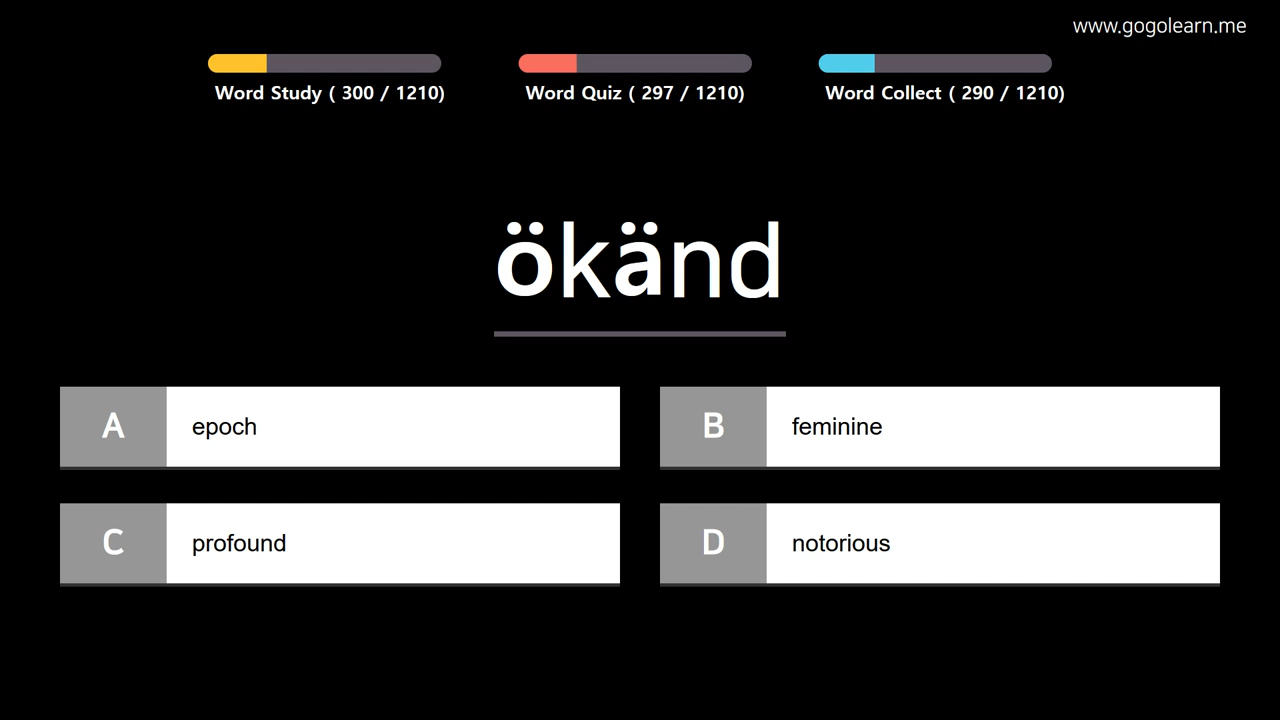 www.gogolearn.me
Word Study ( 300 / 1210)
Word Quiz ( 297 / 1210)
Word Collect ( 290 / 1210)
ökänd
A epoch
B feminine
C profound
D notorious